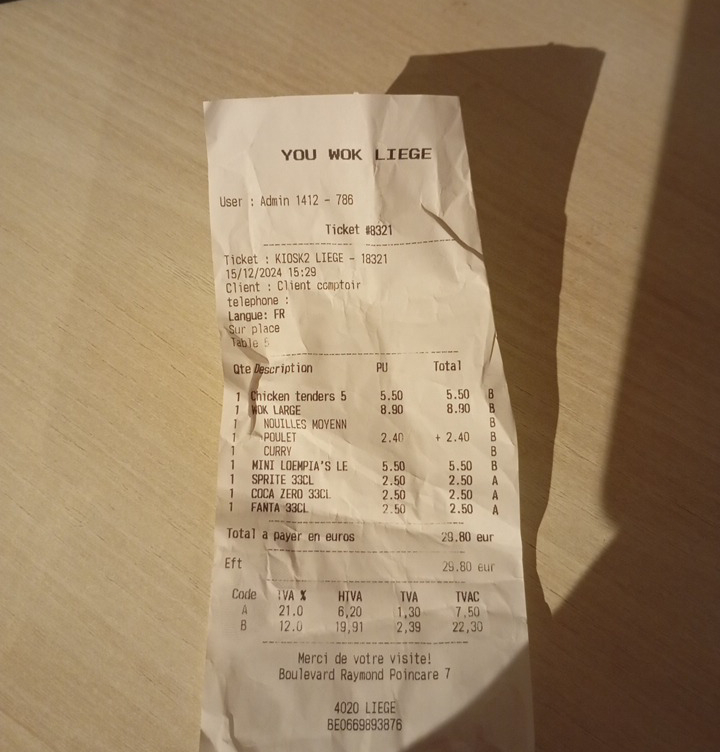 YOU WOK LIEGE
User : Admin 1412 - 786
Ticket #8321
Ticket : KIOSK2 LIEGE - 18321
15/12/2024 15:29
Client : Client comptoir
telephone :
Langue: FR
Sur place
Table 5
Qte Description PU Total
1 Chicken tenders 5 5.50 5.50 B
1 WOK LARGE 8.90 8.90 B
1 NOUILLES MOYENN B
1 POULET 2.40 + 2.40 B
1 CURRY B
1 MINI LOEMPIA'S LE 5.50 5.50 B
1 SPRITE 33CL 2.50 2.50 A
1 COCA ZERO 33CL 2.50 2.50 A
1 FANTA 33CL 2.50 2.50 A
Total a payer en euros 29.80 eur
Eft 29.80 eur
Code TVA % HTVA TVA TVAC
A 21.0 6,20 1,30 7,50
B 12.0 19,91 2,39 22,30
Merci de votre visite!
Boulevard Raymond Poincare 7
4020 LIEGE
BE0669893876